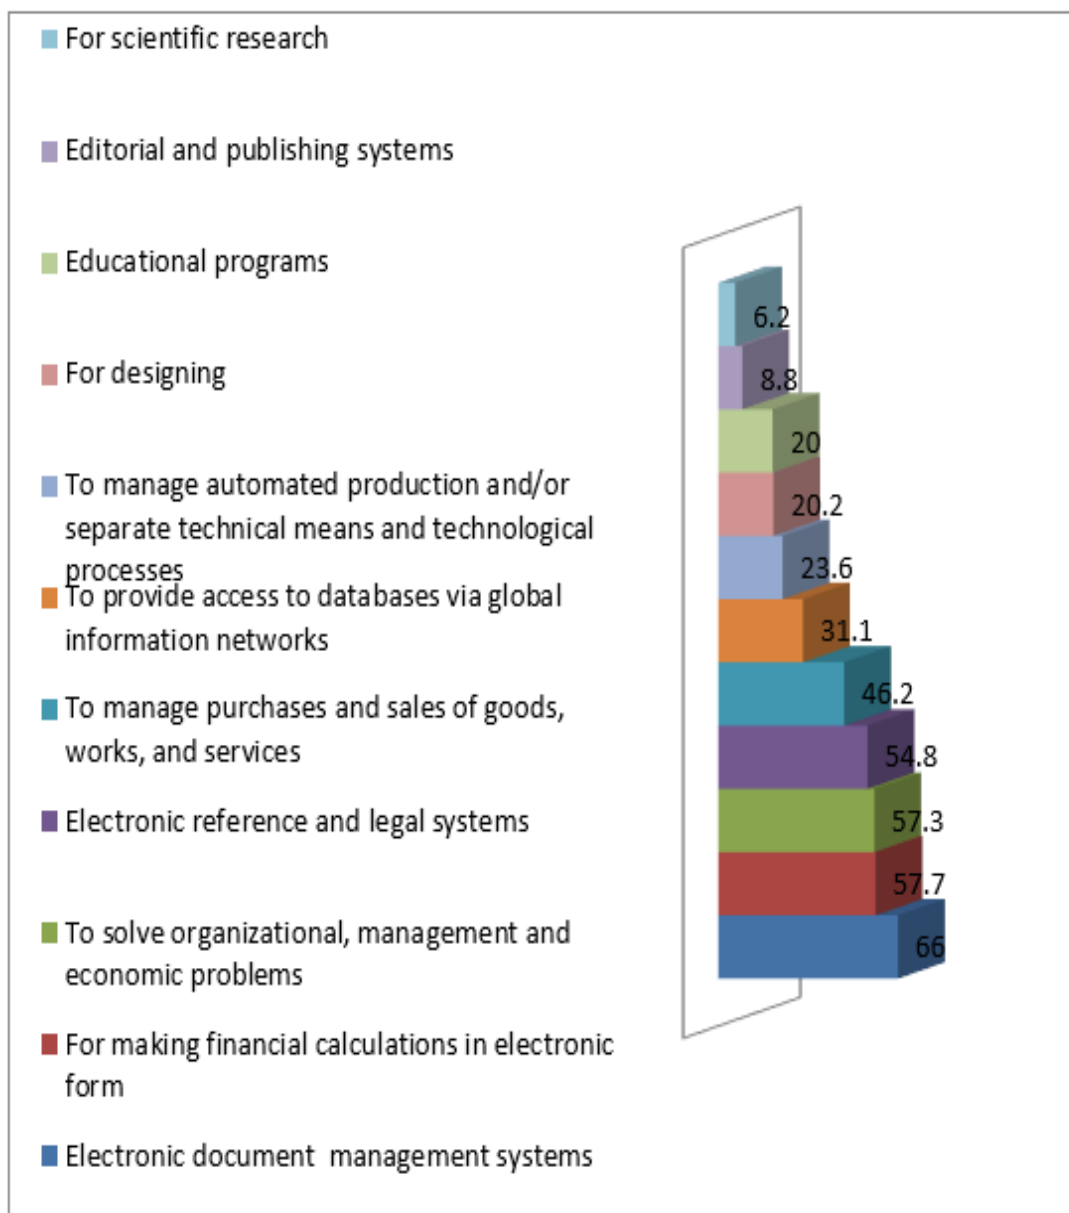 For scientific research
Editorial and publishing systems
Educational programs
For designing
To manage automated production and/or
separate technical means and technological
processes
To provide access to databases via global
information networks
To manage purchases and sales of goods,
works, and services
Electronic reference and legal systems
To solve organizational, management and
economic problems
For making financial calculations in electronic
form
Electronic document  management systems
6.2
8.8
20
20.2
23.6
31.1
46.2
54.8
57.3
57.7
66